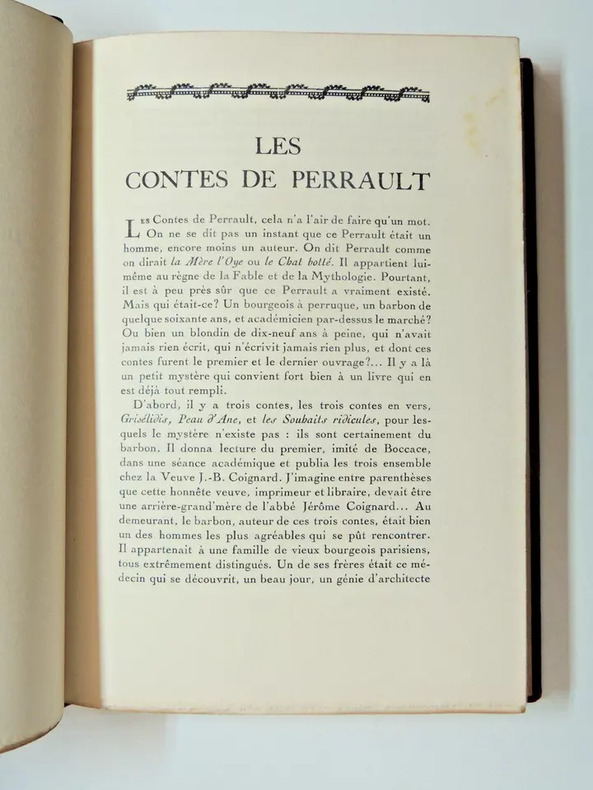 LES
CONTES DE PERRAULT
LES Contes de Perrault, cela n'a l'air de faire qu'un mot.
On ne se dit pas un instant que ce Perrault était un
homme, encore moins un auteur. On dit Perrault comme
on dirait la Mère l'Oye ou le Chat botté. Il appartient lui-
même au règne de la Fable et de la Mythologie. Pourtant,
il est à peu près sûr que ce Perrault a vraiment existé.
Mais qui était-ce? Un bourgeois à perruque, un barbon de
quelque soixante ans, et académicien par-dessus le marché?
Ou bien un blondin de dix-neuf ans à peine, qui n'avait
jamais rien écrit, qui n'écrivit jamais rien plus, et dont ces
contes furent le premier et le dernier ouvrage?... Il y a là
un petit mystère qui convient fort bien à un livre qui en
est déjà tout rempli.
D'abord, il y a trois contes, les trois contes en vers,
Grisélidis, Peau d'Ane, et les Souhaits ridicules, pour les-
quels le mystère n'existe pas : ils sont certainement du
barbon. Il donna lecture du premier, imité de Boccace,
dans une séance académique et publia les trois ensemble
chez la Veuve J.-B. Coignard. J'imagine entre parenthèses
que cette honnête veuve, imprimeur et libraire, devait être
une arrière-grand'mère de l'abbé Jérôme Coignard... Au
demeurant, le barbon, auteur de ces trois contes, était bien
un des hommes les plus agréables qui se pût rencontrer.
Il appartenait à une famille de vieux bourgeois parisiens,
tous extrêmement distingués. Un de ses frères était ce mé-
decin qui se découvrit, un beau jour, un génie d'architecte